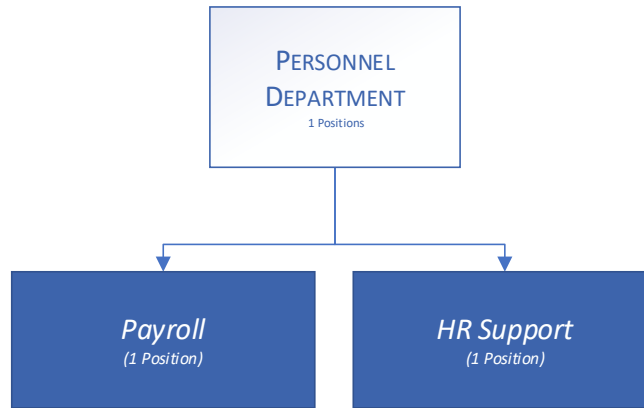 PERSONNEL
DEPARTMENT
1 Positions
Payroll
(1 Position)
HR Support
(1 Position)